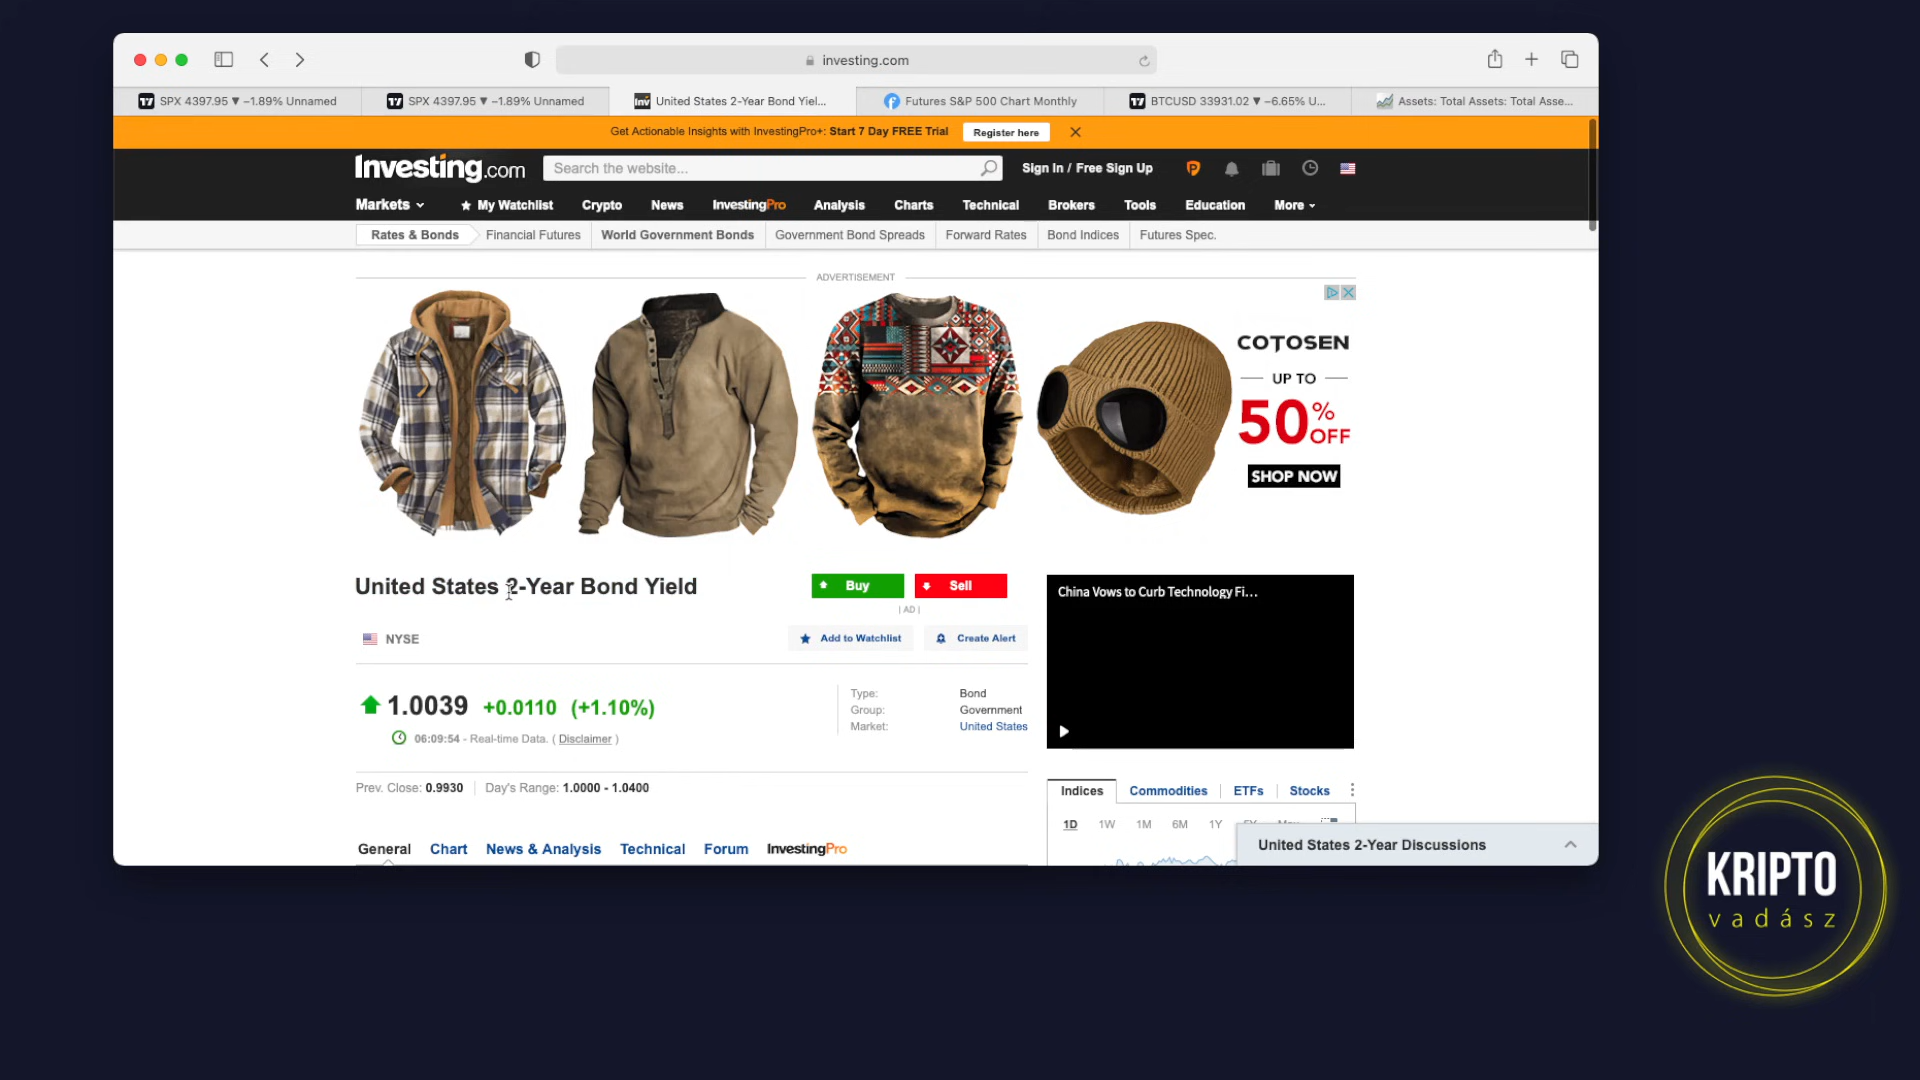 investing.com
SPX 4397.95 ▼ −1.89% Unnamed
SPX 4397.95 ▼ −1.89% Unnamed
United States 2-Year Bond Yiel...
Futures S&P 500 Chart Monthly
BTCUSD 33931.02 ▼ −6.65% U...
Assets: Total Assets: Total Asse...
Get Actionable Insights with InvestingPro+: Start 7 Day FREE Trial
Register here
Investing.com
Search the website...
Sign In / Free Sign Up
Markets
My Watchlist
Crypto
News
InvestingPro
Analysis
Charts
Technical
Brokers
Tools
Education
More
Rates & Bonds
Financial Futures
World Government Bonds
Government Bond Spreads
Forward Rates
Bond Indices
Futures Spec.
ADVERTISEMENT
COTOSEN
UP TO
50% OFF
SHOP NOW
United States 2-Year Bond Yield
Buy
Sell
| AD |
China Vows to Curb Technology Fi...
NYSE
Add to Watchlist
Create Alert
1.0039 +0.0110 (+1.10%)
06:09:54 - Real-time Data. ( Disclaimer )
Type: Bond
Group: Government
Market: United States
Prev. Close: 0.9930
Day's Range: 1.0000 - 1.0400
Indices
Commodities
ETFs
Stocks
1D
1W
1M
6M
1Y
General
Chart
News & Analysis
Technical
Forum
InvestingPro
United States 2-Year Discussions
KRIPTO
vadász